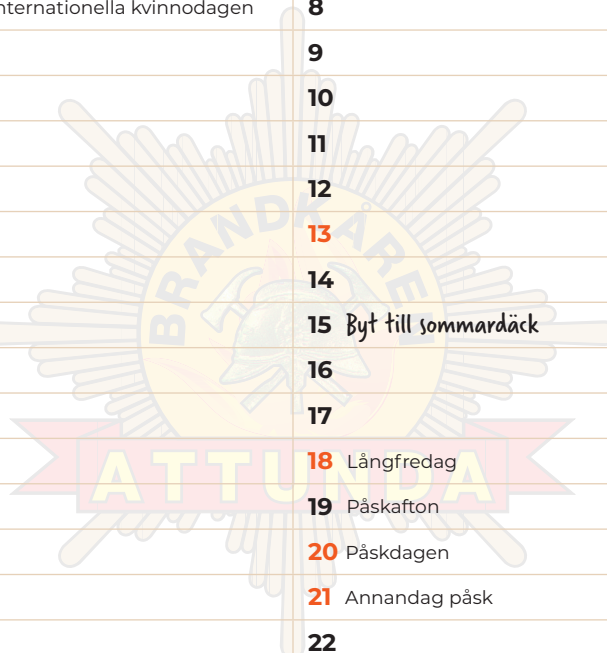 nternationella kvinnodagen
8
9
10
11
12
13
14
15 Byt till sommardäck
16
17
18 Långfredag
19 Påskafton
20 Påskdagen
21 Annandag påsk
22
BRANDKÅREN
ATTUNDA